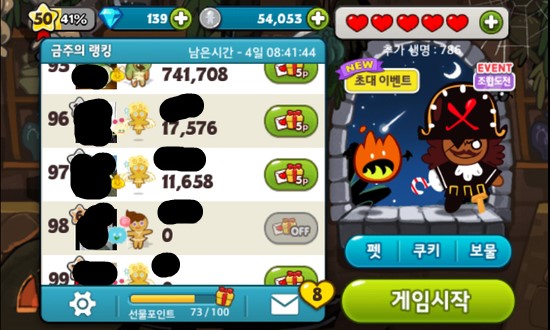 50 41% 139 54,053
금주의 랭킹 남은시간 - 4일 08:41:44
추가 생명 : 786
NEW
초대 이벤트
EVENT
조합도전
95 741,708 5p
96 17,576 5p
97 11,658 5p
98 0 OFF
99
펫 쿠키 보물
선물포인트 73 / 100
8
게임시작